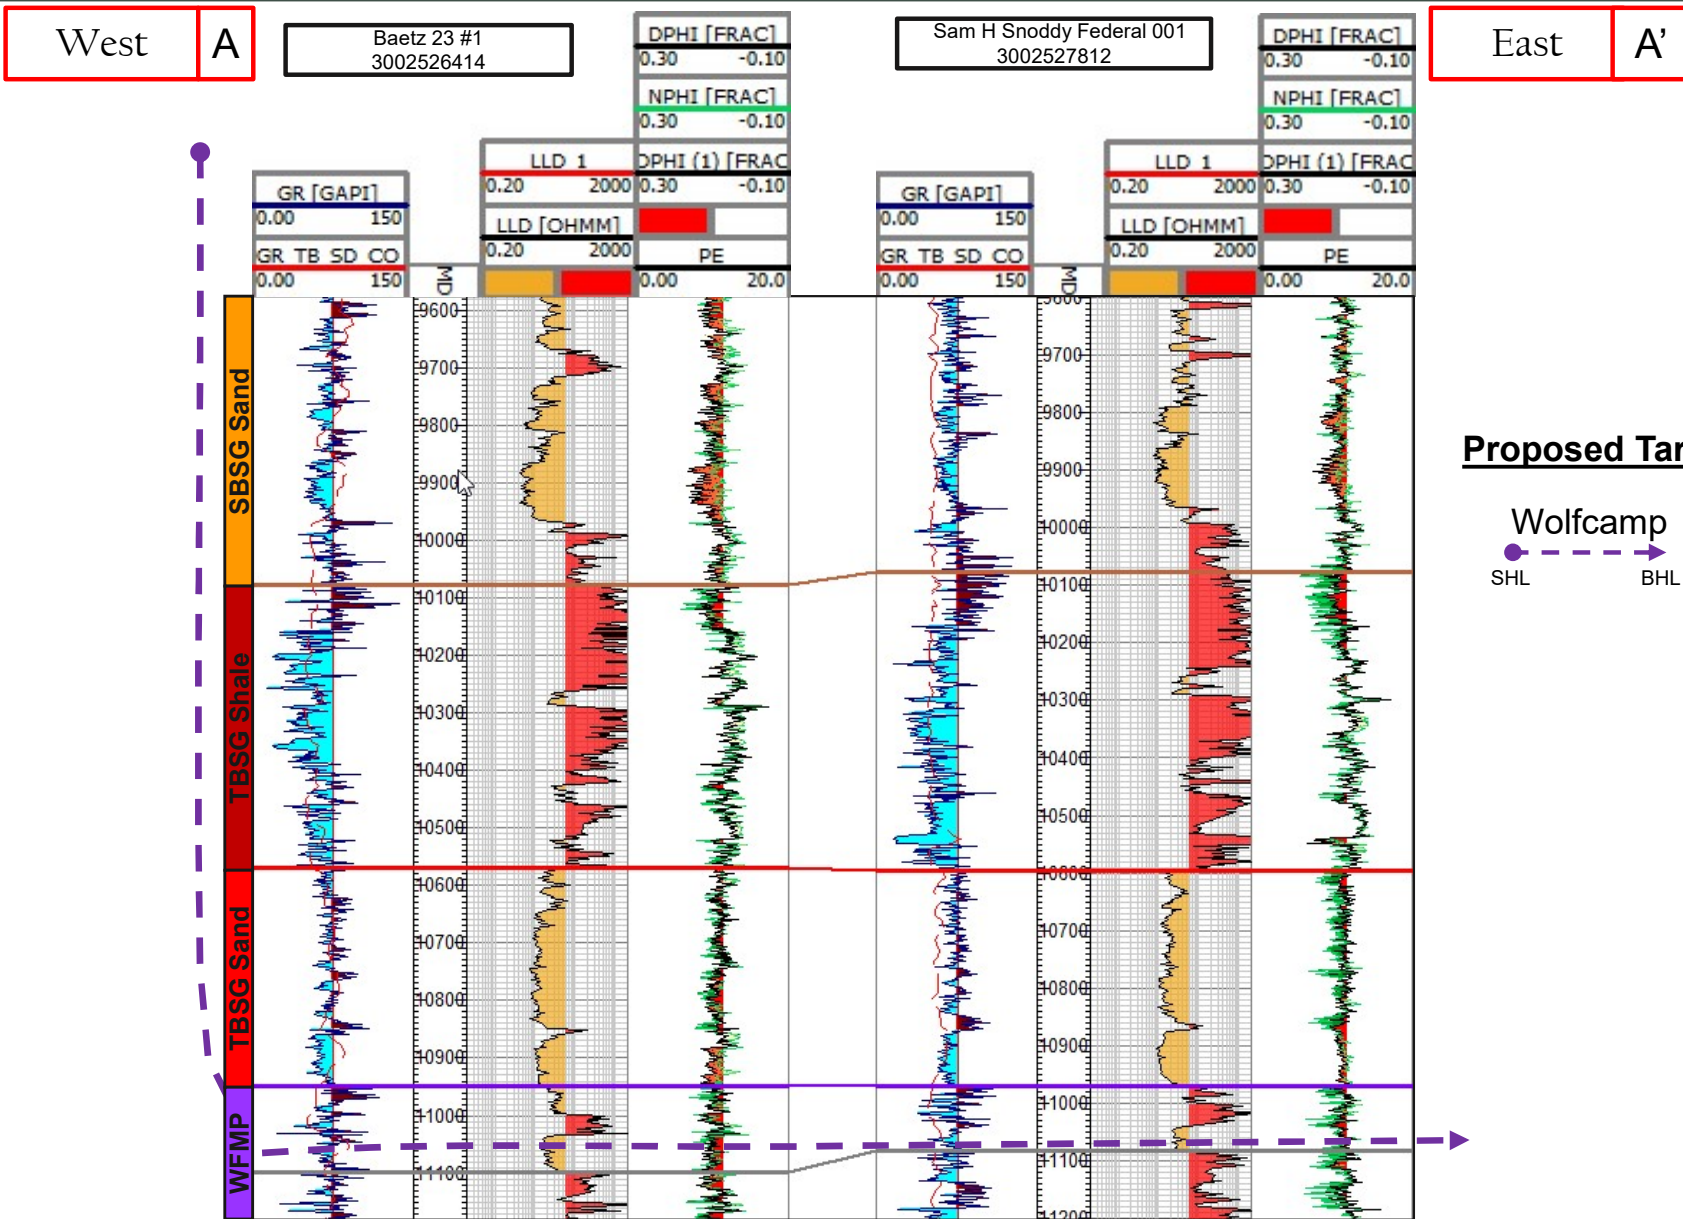 West
A
Baetz 23 #1
3002526414
DPHI [FRAC]
0.30 -0.10
NPHI [FRAC]
0.30 -0.10
DPHI (1) [FRAC
0.30 -0.10
PE
0.00 20.0
LLD 1
0.20 2000
LLD [OHMM]
0.20 2000
GR [GAPI]
0.00 150
GR TB SD CO
0.00 150
MD
Sam H Snoddy Federal 001
3002527812
DPHI [FRAC]
0.30 -0.10
NPHI [FRAC]
0.30 -0.10
DPHI (1) [FRAC
0.30 -0.10
PE
0.00 20.0
LLD 1
0.20 2000
LLD [OHMM]
0.20 2000
GR [GAPI]
0.00 150
GR TB SD CO
0.00 150
MD
East
A’
SBSG Sand
TBSG Shale
TBSG Sand
WFMP
9600
9700
9800
9900
10000
10100
10200
10300
10400
10500
10600
10700
10800
10900
11000
11100
9600
9700
9800
9900
10000
10100
10200
10300
10400
10500
10600
10700
10800
10900
11000
11100
11200
Proposed Tar
Wolfcamp
SHL BHL